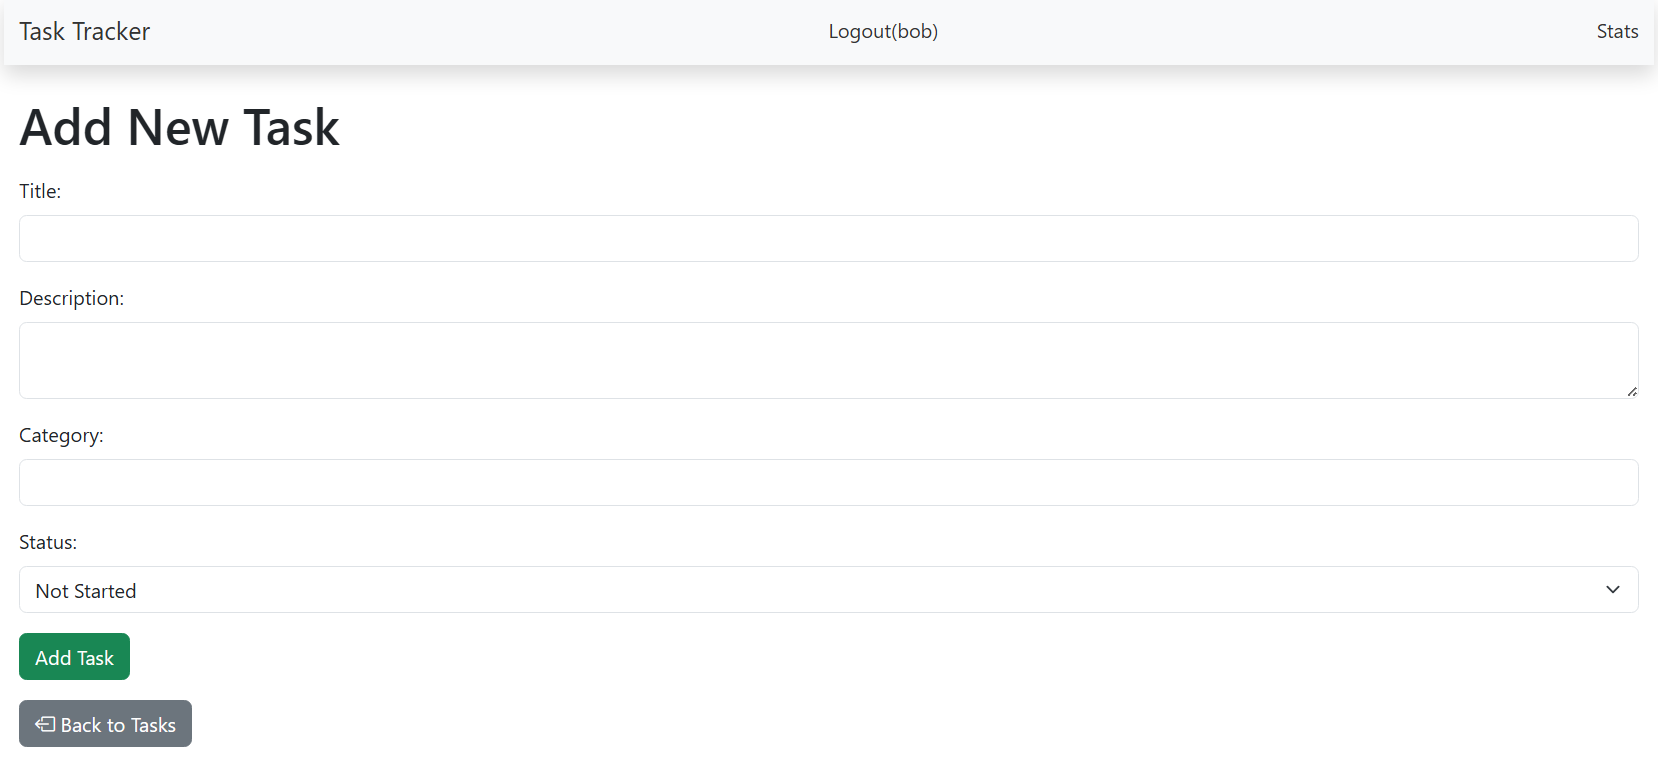 Task Tracker Logout(bob) Stats
Add New Task
Title:
Description:
Category:
Status:
Not Started
Add Task
Back to Tasks